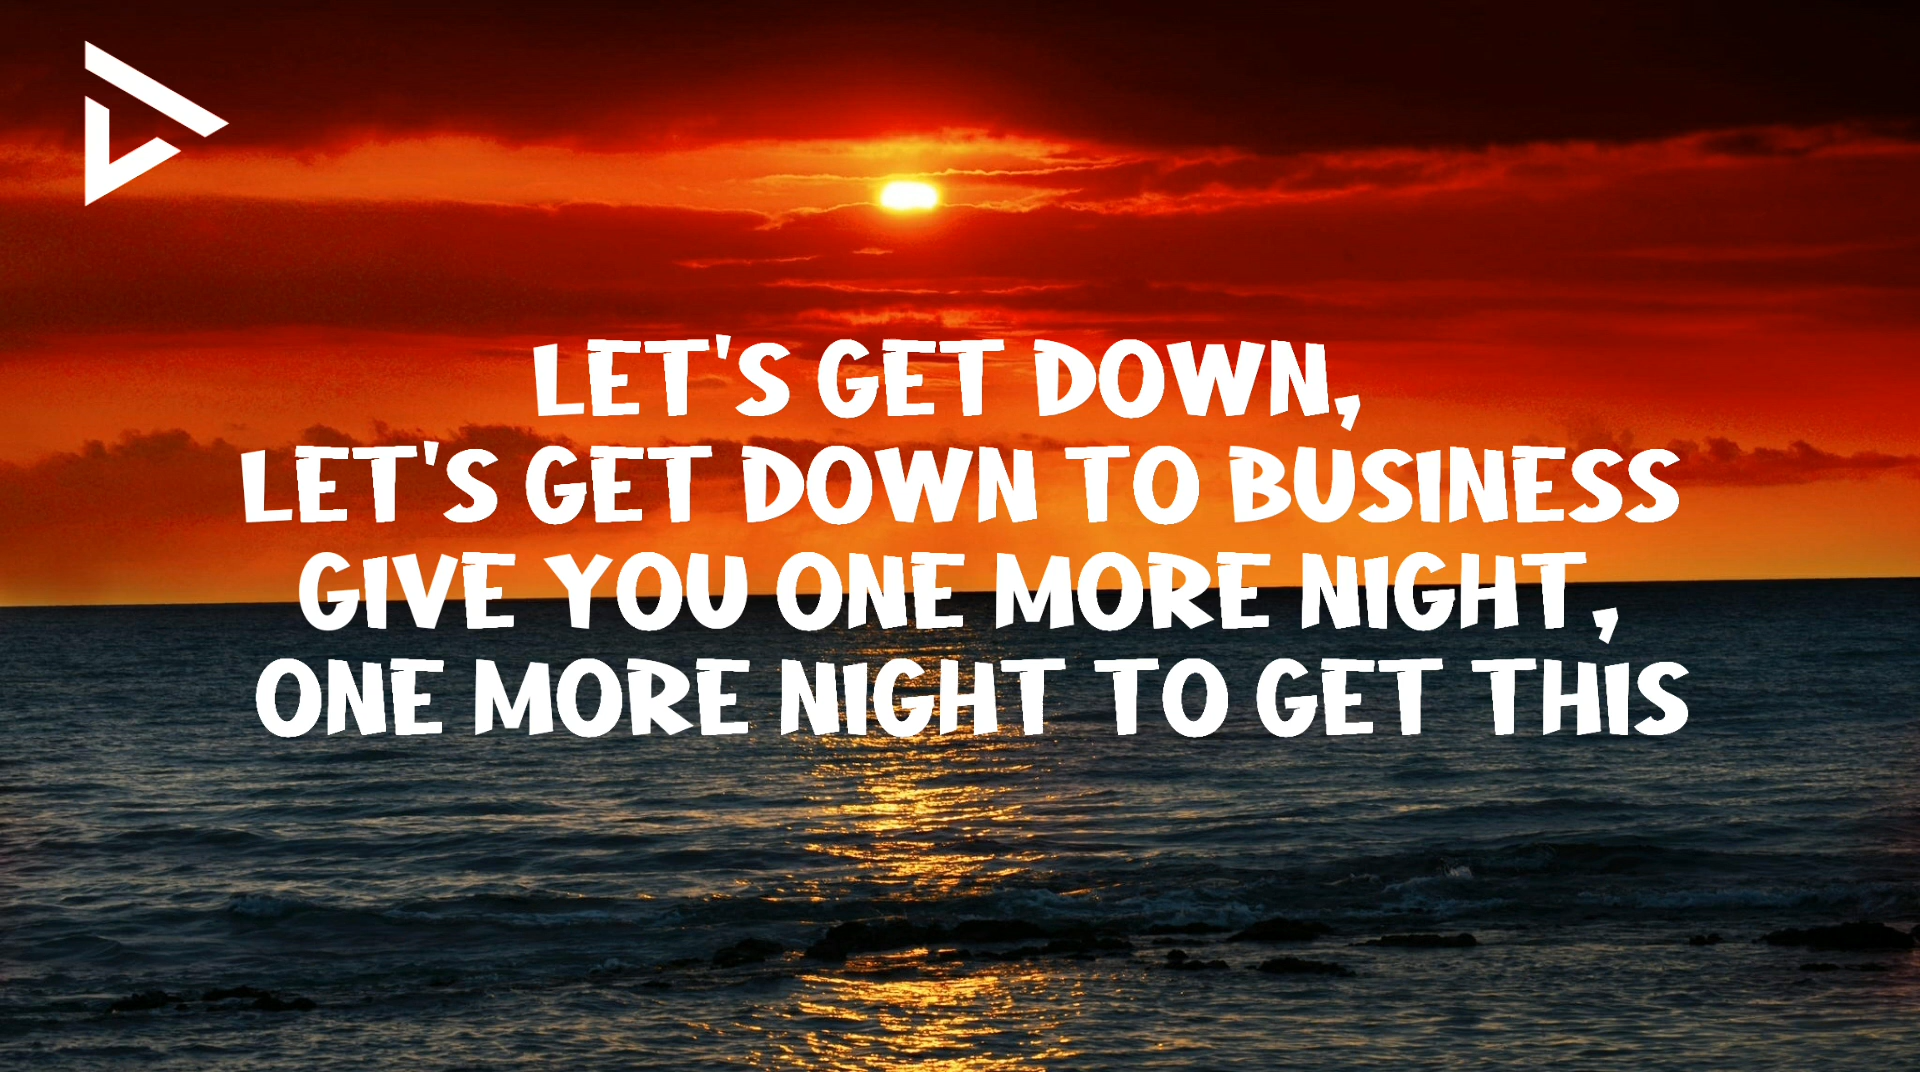 LET'S GET DOWN,
LET'S GET DOWN TO BUSINESS
GIVE YOU ONE MORE NIGHT,
ONE MORE NIGHT TO GET THIS